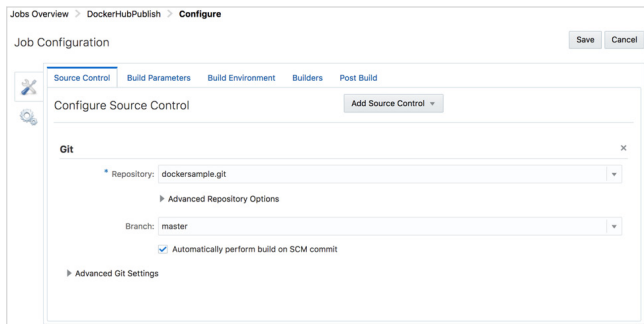 Jobs Overview > DockerHubPublish > Configure
Job Configuration
Save Cancel
Source Control Build Parameters Build Environment Builders Post Build
Configure Source Control
Add Source Control
Git
* Repository: dockersample.git
Advanced Repository Options
Branch: master
Automatically perform build on SCM commit
Advanced Git Settings